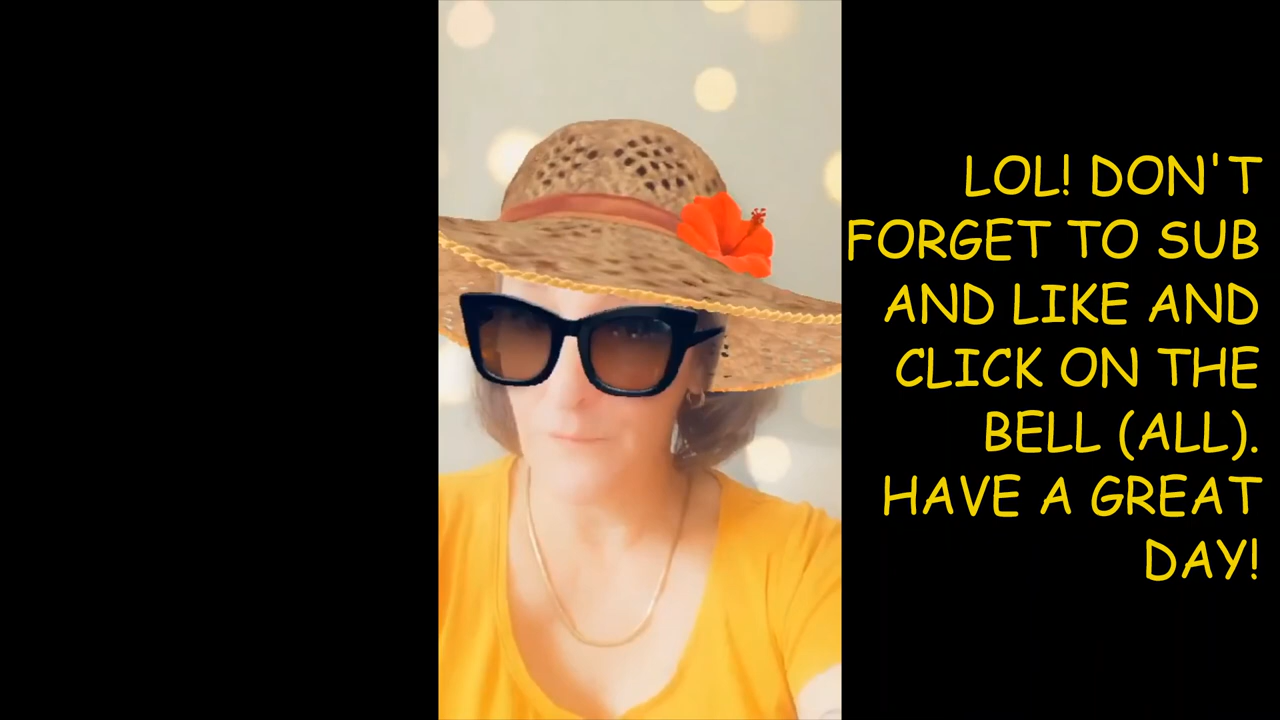 LOL! DON'T
FORGET TO SUB
AND LIKE AND
CLICK ON THE
BELL (ALL).
HAVE A GREAT
DAY!